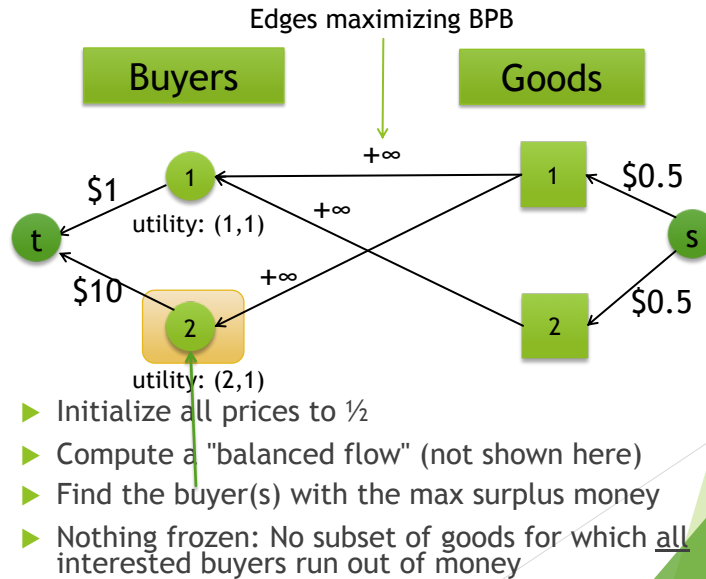 Edges maximizing BPB
Buyers
Goods
+∞
$1
1
1
$0.5
utility: (1,1)
+∞
t
s
+∞
$10
2
2
$0.5
utility: (2,1)
Initialize all prices to ½
Compute a "balanced flow" (not shown here)
Find the buyer(s) with the max surplus money
Nothing frozen: No subset of goods for which all
interested buyers run out of money